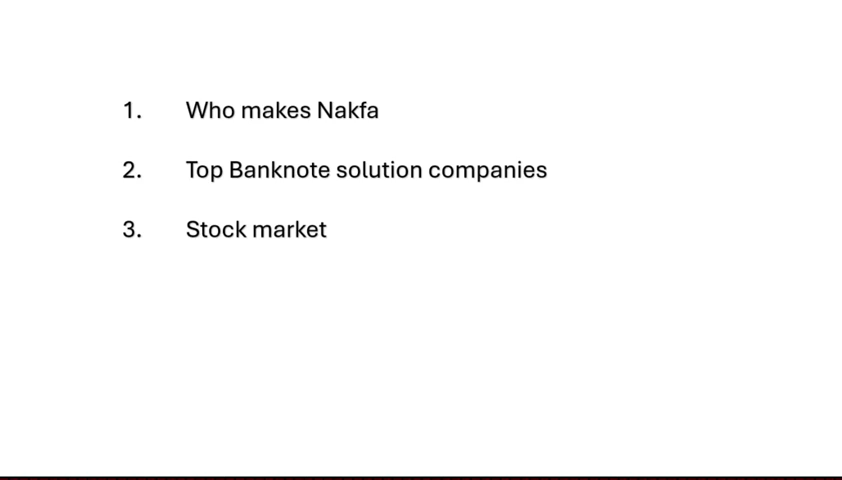 1. Who makes Nakfa
2. Top Banknote solution companies
3. Stock market